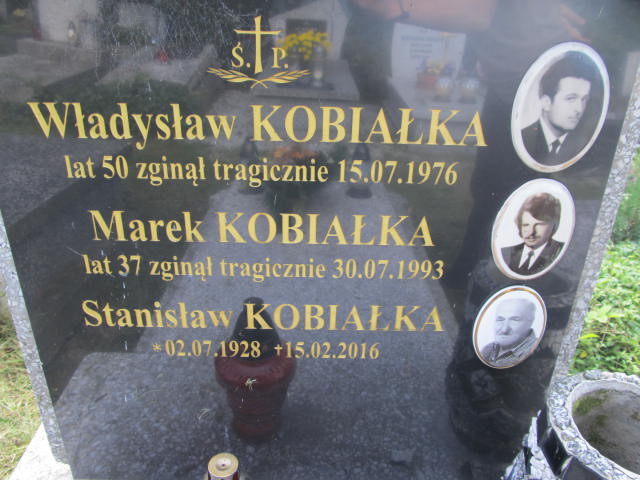 Ś. P.
Władysław KOBIAŁKA
lat 50 zginął tragicznie 15.07.1976
Marek KOBIAŁKA
lat 37 zginął tragicznie 30.07.1993
Stanisław KOBIAŁKA
*02.07.1928 +15.02.2016